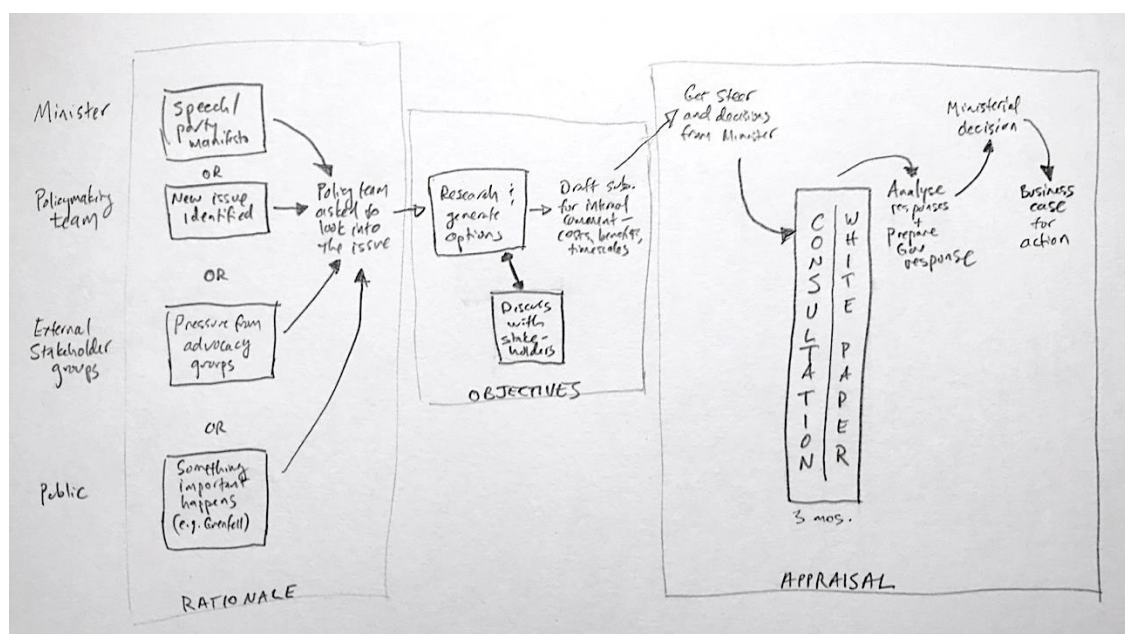 Minister
Speech/
party
manifesto
OR
Policymaking
team
New issue
identified
OR
External
Stakeholder
groups
Pressure from
advocacy
groups
OR
Public
Something
important
happens
(e.g. Grenfell)
RATIONALE
Policy team
asked to
look into
the issue
Research &
generate
options
Discuss
with
stake-
holders
Draft sub.
for internal
comment –
costs, benefits,
timescales
OBJECTIVES
Get steer
and decisions
from Minister
CONSULTATION
WHITE PAPER
3 mos.
Analyse
responses +
Prepare
Gov
response
Ministerial
decision
Business
case
for
action
APPRAISAL